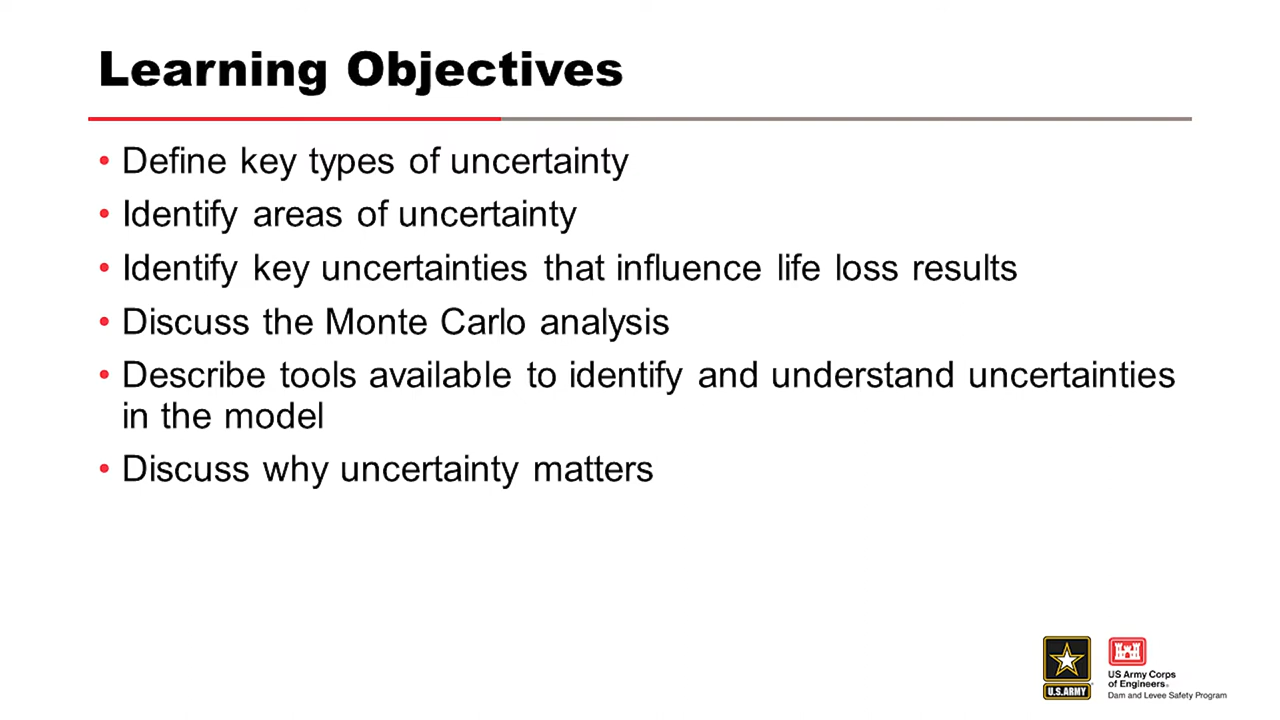 Learning Objectives
• Define key types of uncertainty
• Identify areas of uncertainty
• Identify key uncertainties that influence life loss results
• Discuss the Monte Carlo analysis
• Describe tools available to identify and understand uncertainties
in the model
• Discuss why uncertainty matters
U.S.ARMY
US Army Corps
of Engineers®
Dam and Levee Safety Program